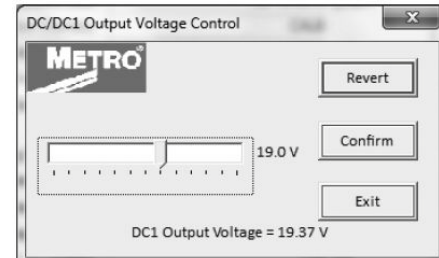 DC/DC1 Output Voltage Control
METRO®
Revert
19.0 V
Confirm
Exit
DC1 Output Voltage = 19.37 V